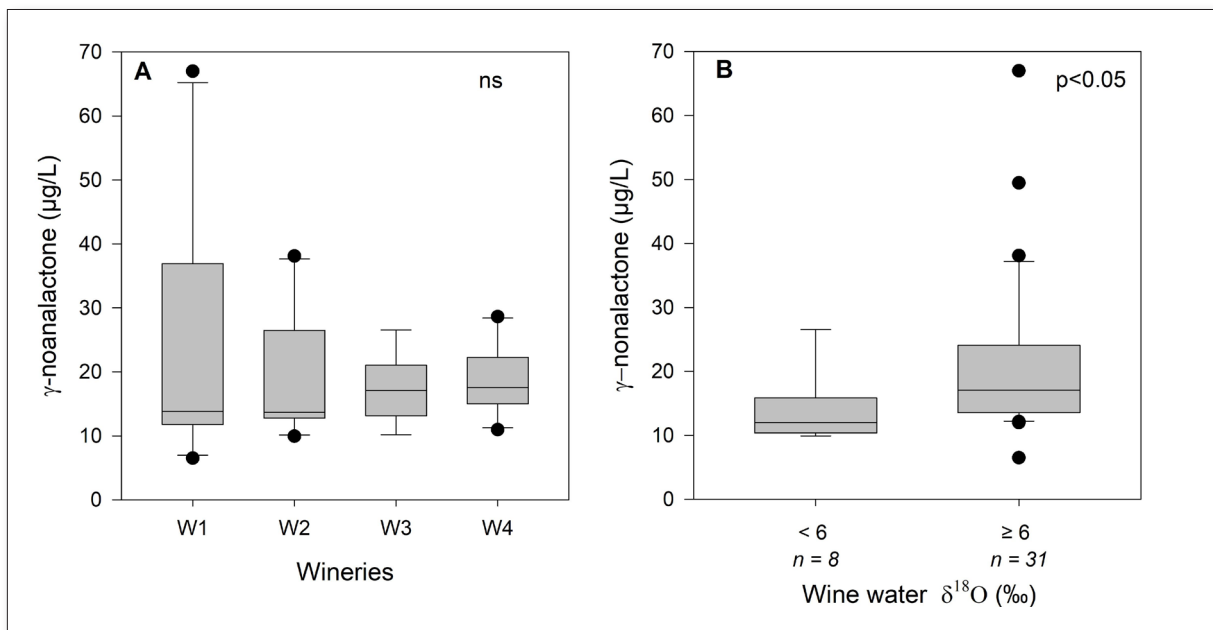 A
ns
70
60
50
40
30
20
10
0
γ-noanalactone (µg/L)
W1 W2 W3 W4
Wineries
B
p<0.05
70
60
50
40
30
20
10
0
γ–nonalactone (µg/L)
< 6 ≥ 6
n = 8 n = 31
Wine water δ¹⁸O (‰)